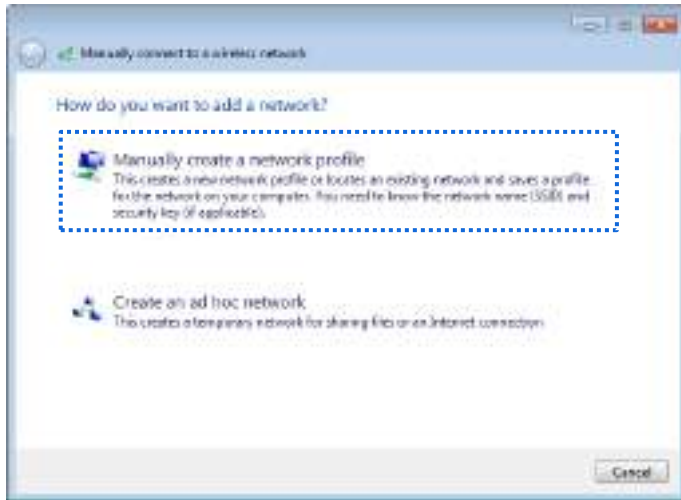 Manually connect to a wireless network
How do you want to add a network?
Manually create a network profile
This creates a new network profile or locates an existing network and saves a profile
for the network on your computer. You need to know the network name (SSID) and
security key (if applicable).
Create an ad hoc network
This creates a temporary network for sharing files or an Internet connection
Cancel